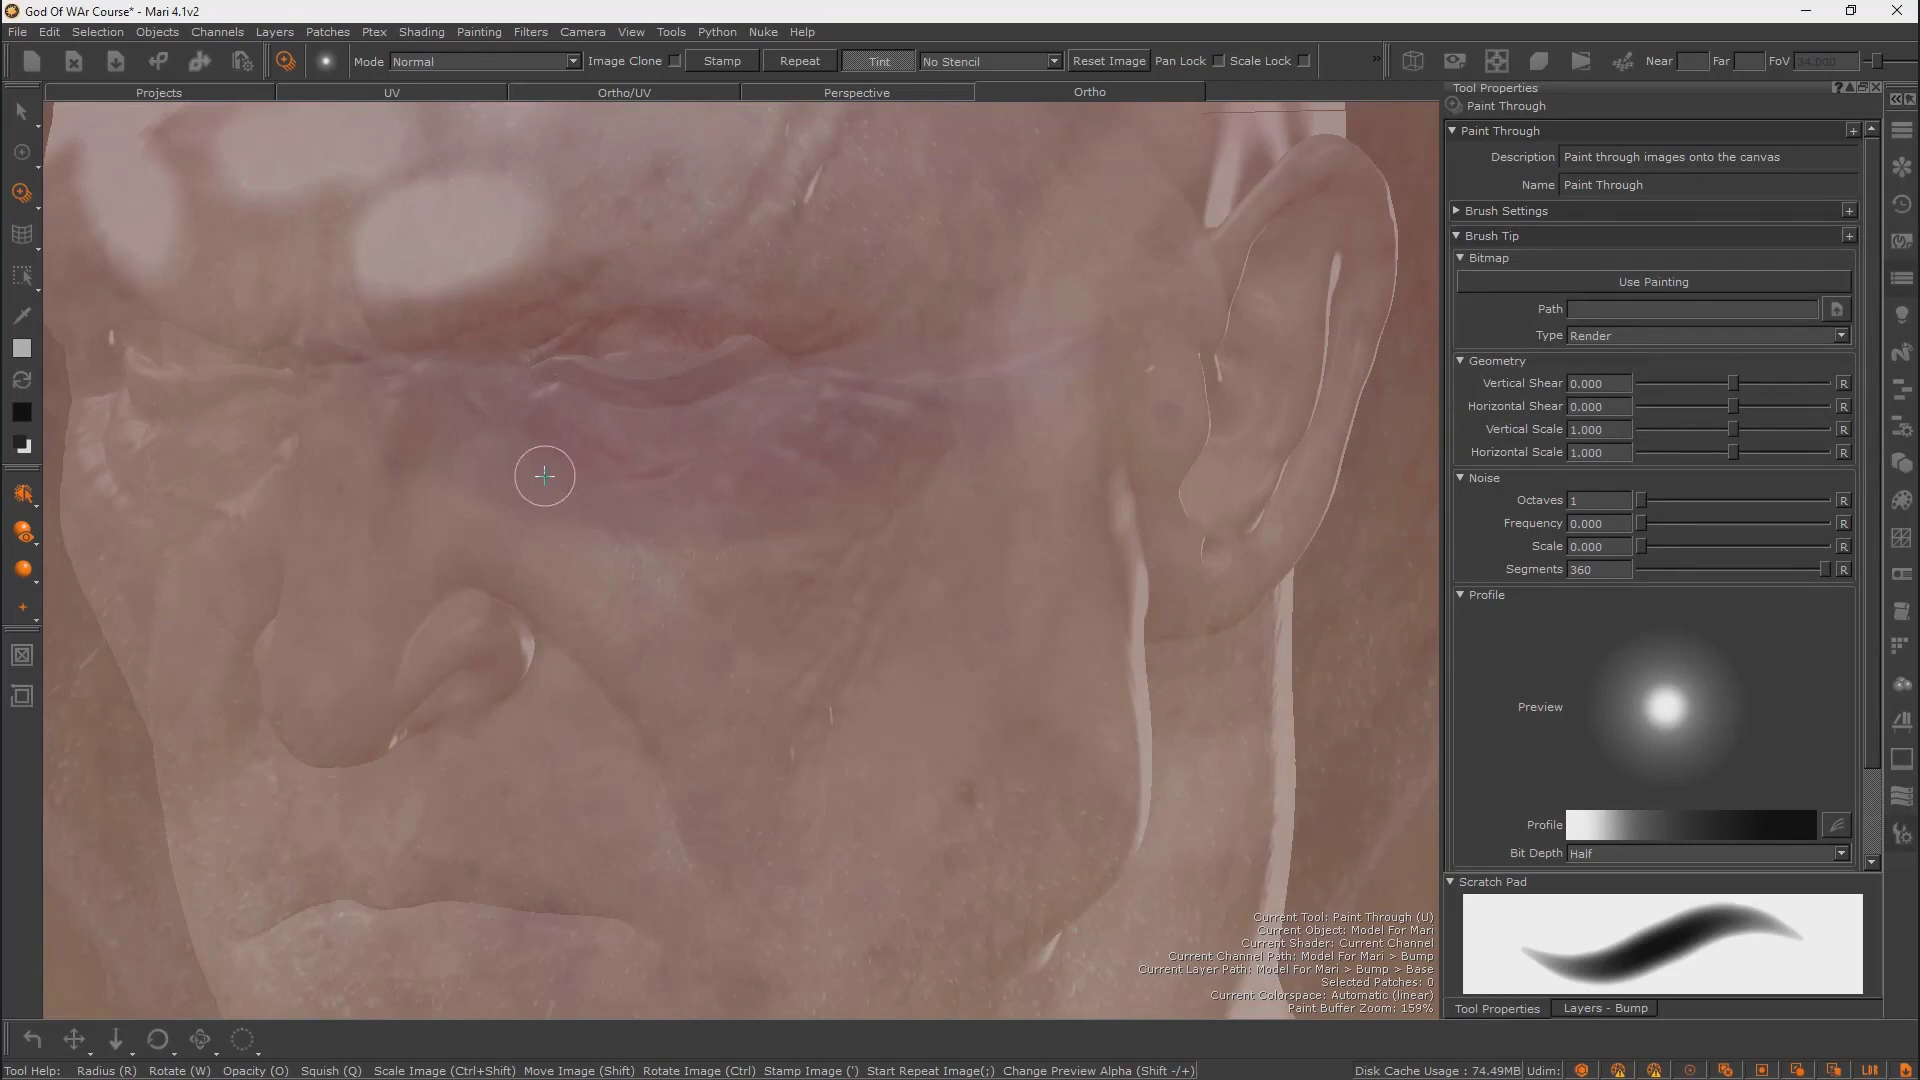 God Of WAr Course* - Mari 4.1v2
File Edit Selection Objects Channels Layers Patches Ptex Shading Painting Filters Camera View Tools Python Nuke Help
Mode Normal Image Clone Stamp Repeat Tint No Stencil Reset Image Pan Lock Scale Lock Near Far FoV 34.000
Projects UV Ortho/UV Perspective Ortho
Tool Properties
Paint Through
Paint Through
Description Paint through images onto the canvas
Name Paint Through
Brush Settings
Brush Tip
Bitmap
Use Painting
Path
Type Render
Geometry
Vertical Shear 0.000 R
Horizontal Shear 0.000 R
Vertical Scale 1.000 R
Horizontal Scale 1.000 R
Noise
Octaves 1 R
Frequency 0.000 R
Scale 0.000 R
Segments 360 R
Profile
Preview
Profile
Bit Depth Half
Scratch Pad
Current Tool: Paint Through (U)
Current Object: Model For Mari
Current Shader: Current Channel
Current Channel Path: Model For Mari > Bump
Current Layer Path: Model For Mari > Bump > Base
Selected Patches: 0
Current Colorspace: Automatic (linear)
Paint Buffer Zoom: 159%
Tool Properties Layers - Bump
Tool Help: Radius (R) Rotate (W) Opacity (O) Squish (Q) Scale Image (Ctrl+Shift) Move Image (Shift) Rotate Image (Ctrl) Stamp Image (') Start Repeat Image(;) Change Preview Alpha (Shift -/+) Disk Cache Usage : 74.49MB Udim: LDR